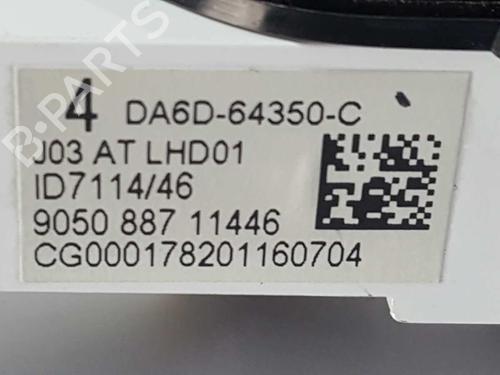 B-PARTS
4 DA6D-64350-C
J03 AT LHD01
ID7114/46
9050 887 11446
CG000178201160704